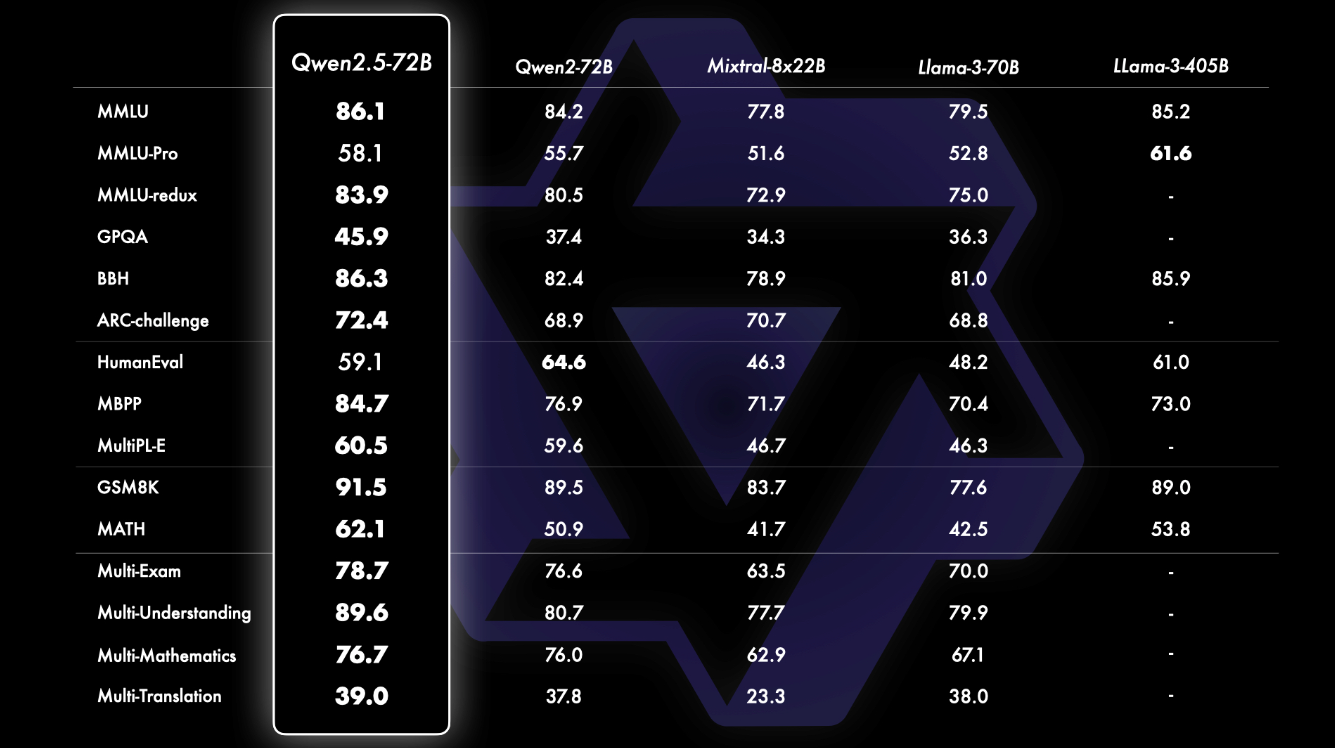 Qwen2.5-72B Qwen2-72B Mixtral-8x22B Llama-3-70B LLama-3-405B
MMLU 86.1 84.2 77.8 79.5 85.2
MMLU-Pro 58.1 55.7 51.6 52.8 61.6
MMLU-redux 83.9 80.5 72.9 75.0 -
GPQA 45.9 37.4 34.3 36.3 -
BBH 86.3 82.4 78.9 81.0 85.9
ARC-challenge 72.4 68.9 70.7 68.8 -
HumanEval 59.1 64.6 46.3 48.2 61.0
MBPP 84.7 76.9 71.7 70.4 73.0
MultiPL-E 60.5 59.6 46.7 46.3 -
GSM8K 91.5 89.5 83.7 77.6 89.0
MATH 62.1 50.9 41.7 42.5 53.8
Multi-Exam 78.7 76.6 63.5 70.0 -
Multi-Understanding 89.6 80.7 77.7 79.9 -
Multi-Mathematics 76.7 76.0 62.9 67.1 -
Multi-Translation 39.0 37.8 23.3 38.0 -